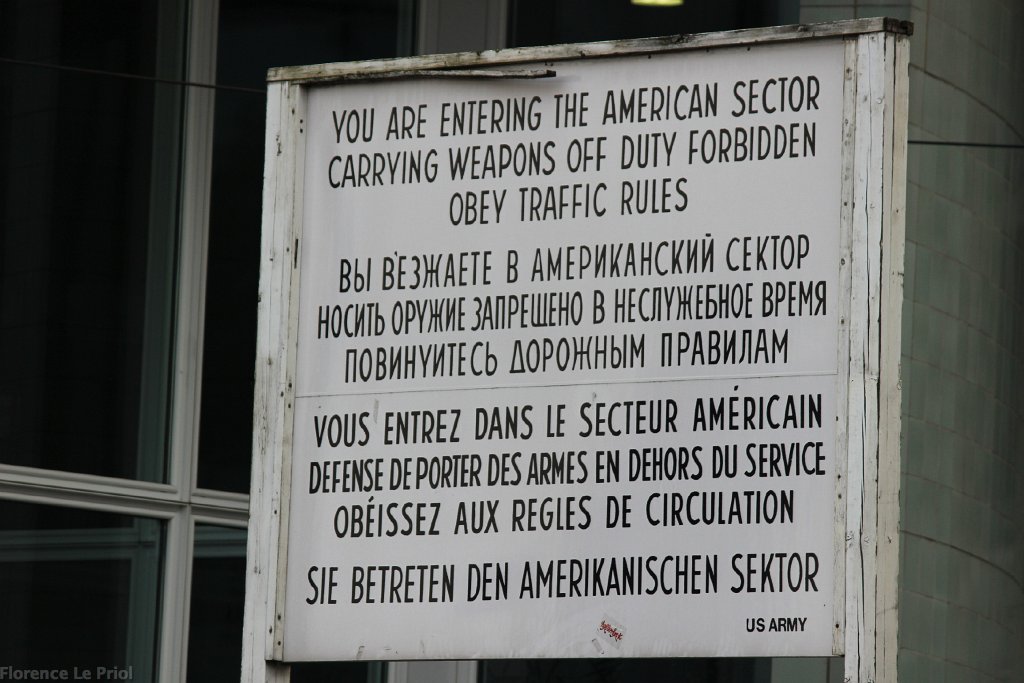 YOU ARE ENTERING THE AMERICAN SECTOR
CARRYING WEAPONS OFF DUTY FORBIDDEN
OBEY TRAFFIC RULES
ВЫ В'ЕЗЖАЕТЕ В АМЕРИКАНСКИЙ СЕКТОР
НОСИТЬ ОРУЖИЕ ЗАПРЕЩЕНО В НЕСЛУЖЕБНОЕ ВРЕМЯ
ПОВИНУИТЕСЬ ДОРОЖНЫМ ПРАВИЛАМ
VOUS ENTREZ DANS LE SECTEUR AMÉRICAIN
DEFENSE DE PORTER DES ARMES EN DEHORS DU SERVICE
OBÉISSEZ AUX REGLES DE CIRCULATION
SIE BETRETEN DEN AMERIKANISCHEN SEKTOR
US ARMY
Florence Le Priol